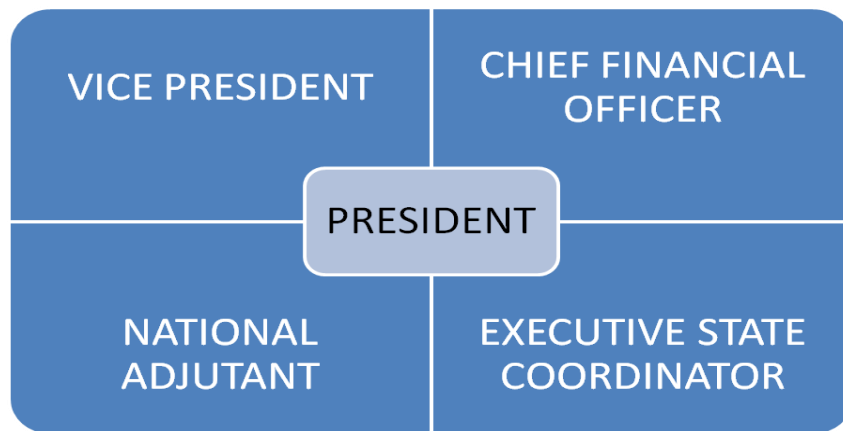 VICE PRESIDENT
CHIEF FINANCIAL
OFFICER
PRESIDENT
NATIONAL
ADJUTANT
EXECUTIVE STATE
COORDINATOR